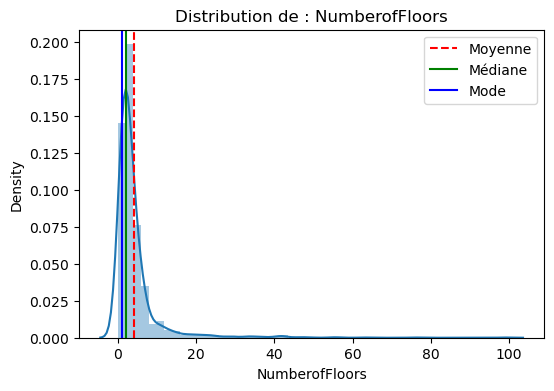 Distribution de : NumberofFloors
Moyenne
Médiane
Mode
Density
0.200
0.175
0.150
0.125
0.100
0.075
0.050
0.025
0.000
0 20 40 60 80 100
NumberofFloors